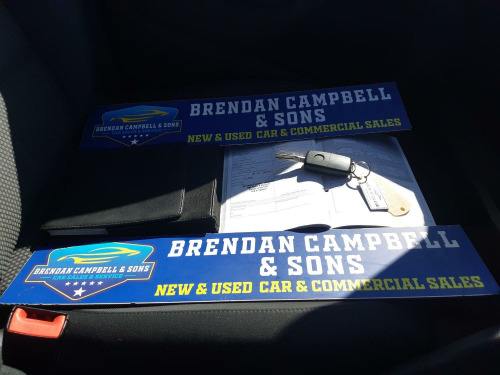 BRENDAN CAMPBELL
& SONS
NEW & USED CAR & COMMERCIAL SALES
BRENDAN CAMPBELL & SONS
BRENDAN CAMPBELL
& SONS
NEW & USED CAR & COMMERCIAL SALES
BRENDAN CAMPBELL & SONS
CAR SALES & SERVICE